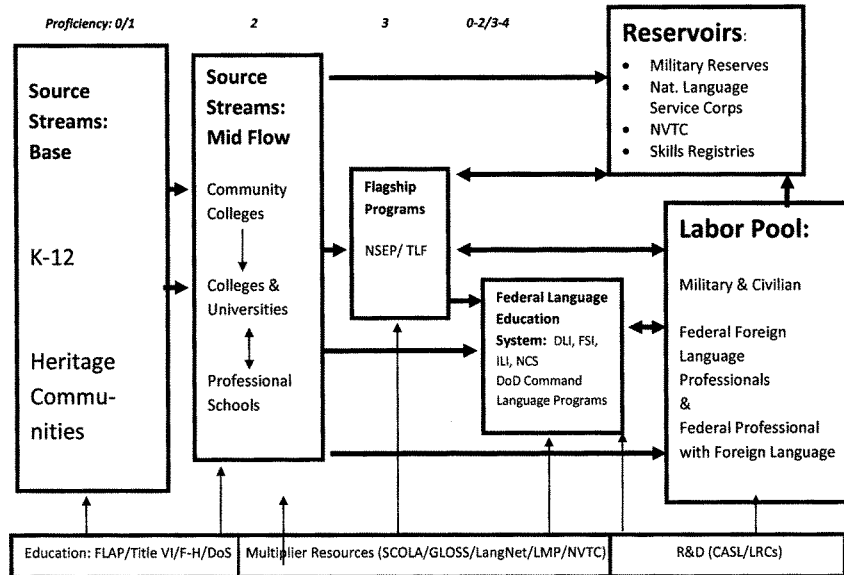 Proficiency: 0/1 2 3 0-2/3-4
Source
Streams:
Base
K-12
Heritage
Commu-
nities
Source
Streams:
Mid Flow
Community
Colleges
Colleges &
Universities
Professional
Schools
Flagship
Programs
NSEP/ TLF
Federal Language
Education
System: DLI, FSI,
ILI, NCS
DoD Command
Language Programs
Reservoirs:
• Military Reserves
• Nat. Language
Service Corps
• NVTC
• Skills Registries
Labor Pool:
Military & Civilian
Federal Foreign
Language
Professionals
&
Federal Professional
with Foreign Language
Education: FLAP/Title VI/F-H/DoS
Multiplier Resources (SCOLA/GLOSS/LangNet/LMP/NVTC)
R&D (CASL/LRCs)